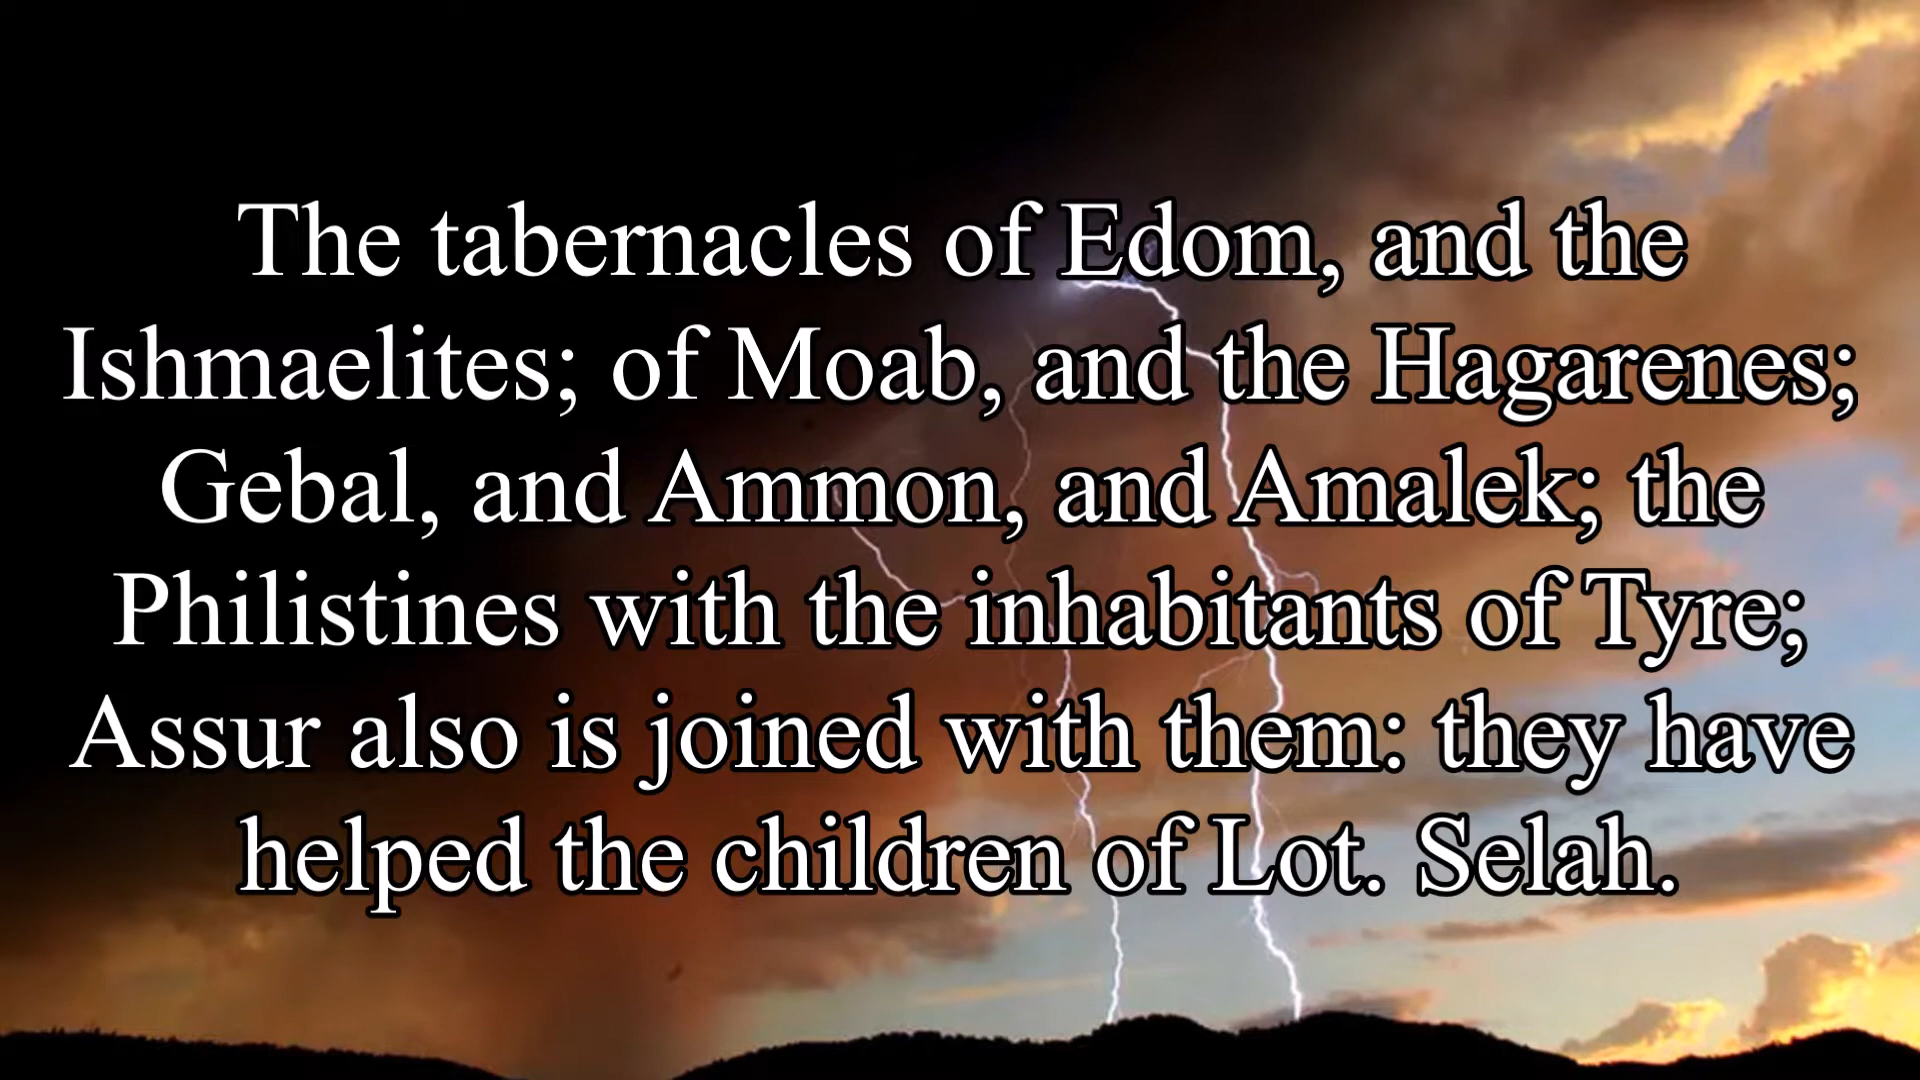 The tabernacles of Edom, and the
Ishmaelites; of Moab, and the Hagarenes;
Gebal, and Ammon, and Amalek; the
Philistines with the inhabitants of Tyre;
Assur also is joined with them: they have
helped the children of Lot. Selah.